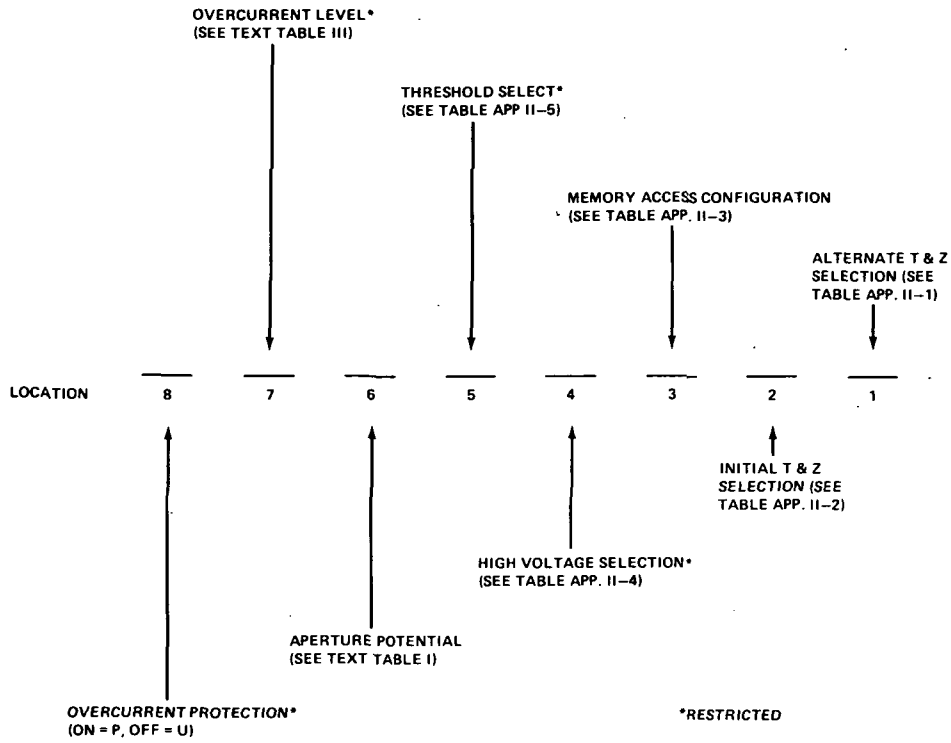 OVERCURRENT LEVEL*
(SEE TEXT TABLE III)
THRESHOLD SELECT*
(SEE TABLE APP II–5)
MEMORY ACCESS CONFIGURATION
(SEE TABLE APP. II–3)
ALTERNATE T & Z
SELECTION (SEE
TABLE APP. II–1)
LOCATION 8 7 6 5 4 3 2 1
INITIAL T & Z
SELECTION (SEE
TABLE APP. II–2)
HIGH VOLTAGE SELECTION*
(SEE TABLE APP. II–4)
APERTURE POTENTIAL
(SEE TEXT TABLE I)
OVERCURRENT PROTECTION*
(ON = P, OFF = U)
*RESTRICTED